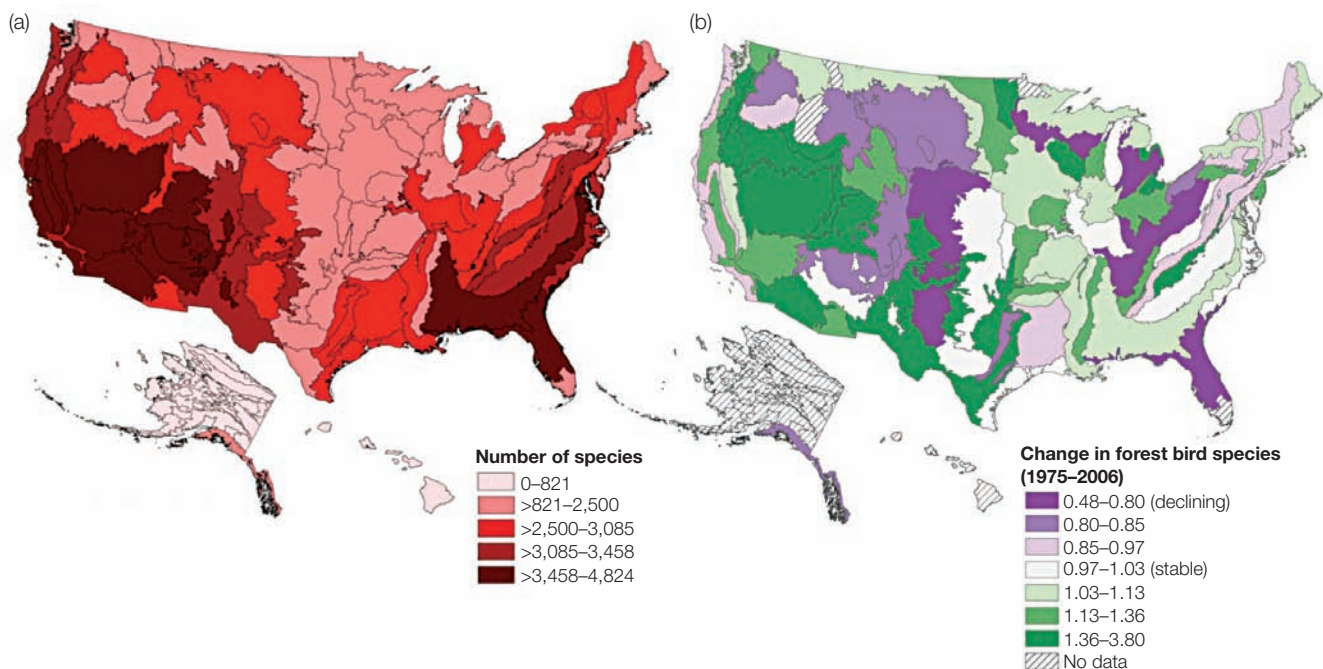 (a)
Number of species
0–821
>821–2,500
>2,500–3,085
>3,085–3,458
>3,458–4,824
(b)
Change in forest bird species
(1975–2006)
0.48–0.80 (declining)
0.80–0.85
0.85–0.97
0.97–1.03 (stable)
1.03–1.13
1.13–1.36
1.36–3.80
No data